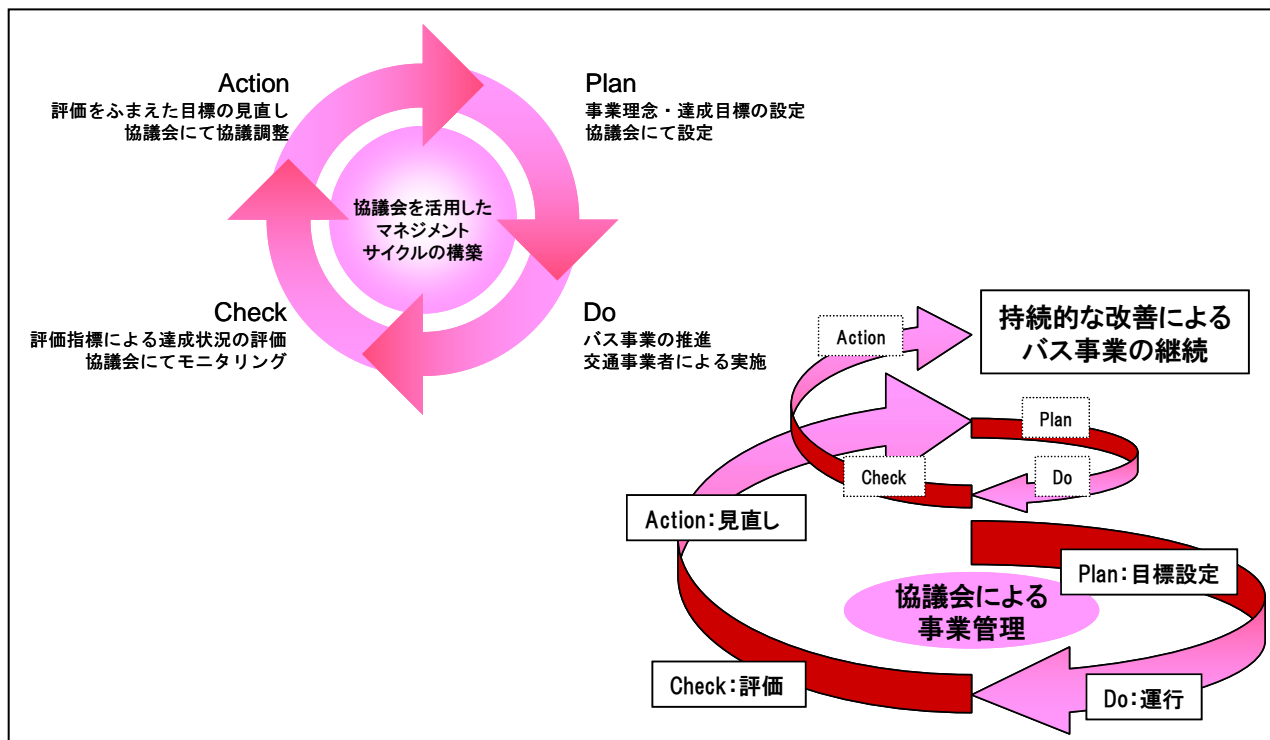 Action
評価をふまえた目標の見直し
協議会にて協議調整
Plan
事業理念・達成目標の設定
協議会にて設定
協議会を活用した
マネジメント
サイクルの構築
Check
評価指標による達成状況の評価
協議会にてモニタリング
Do
バス事業の推進
交通事業者による実施
持続的な改善による
バス事業の継続
Action
Plan
Check
Do
Action：見直し
Plan：目標設定
協議会による
事業管理
Check：評価
Do：運行